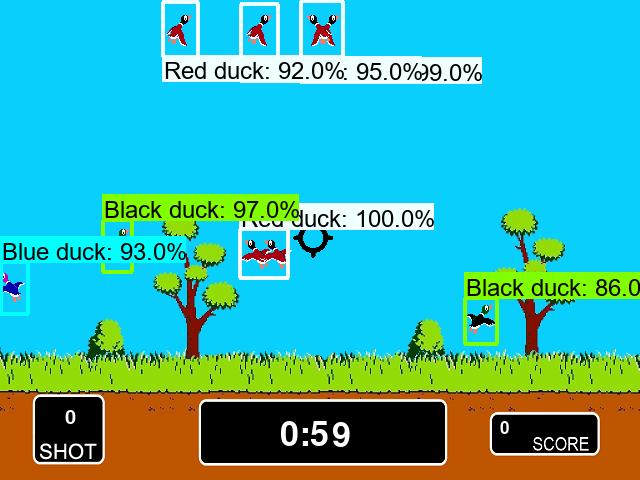 Red duck: 92.0%
: 95.0%
99.0%
Black duck: 97.0%
Red duck: 100.0%
Blue duck: 93.0%
Black duck: 86.0
0
SHOT
0:59
0
SCORE